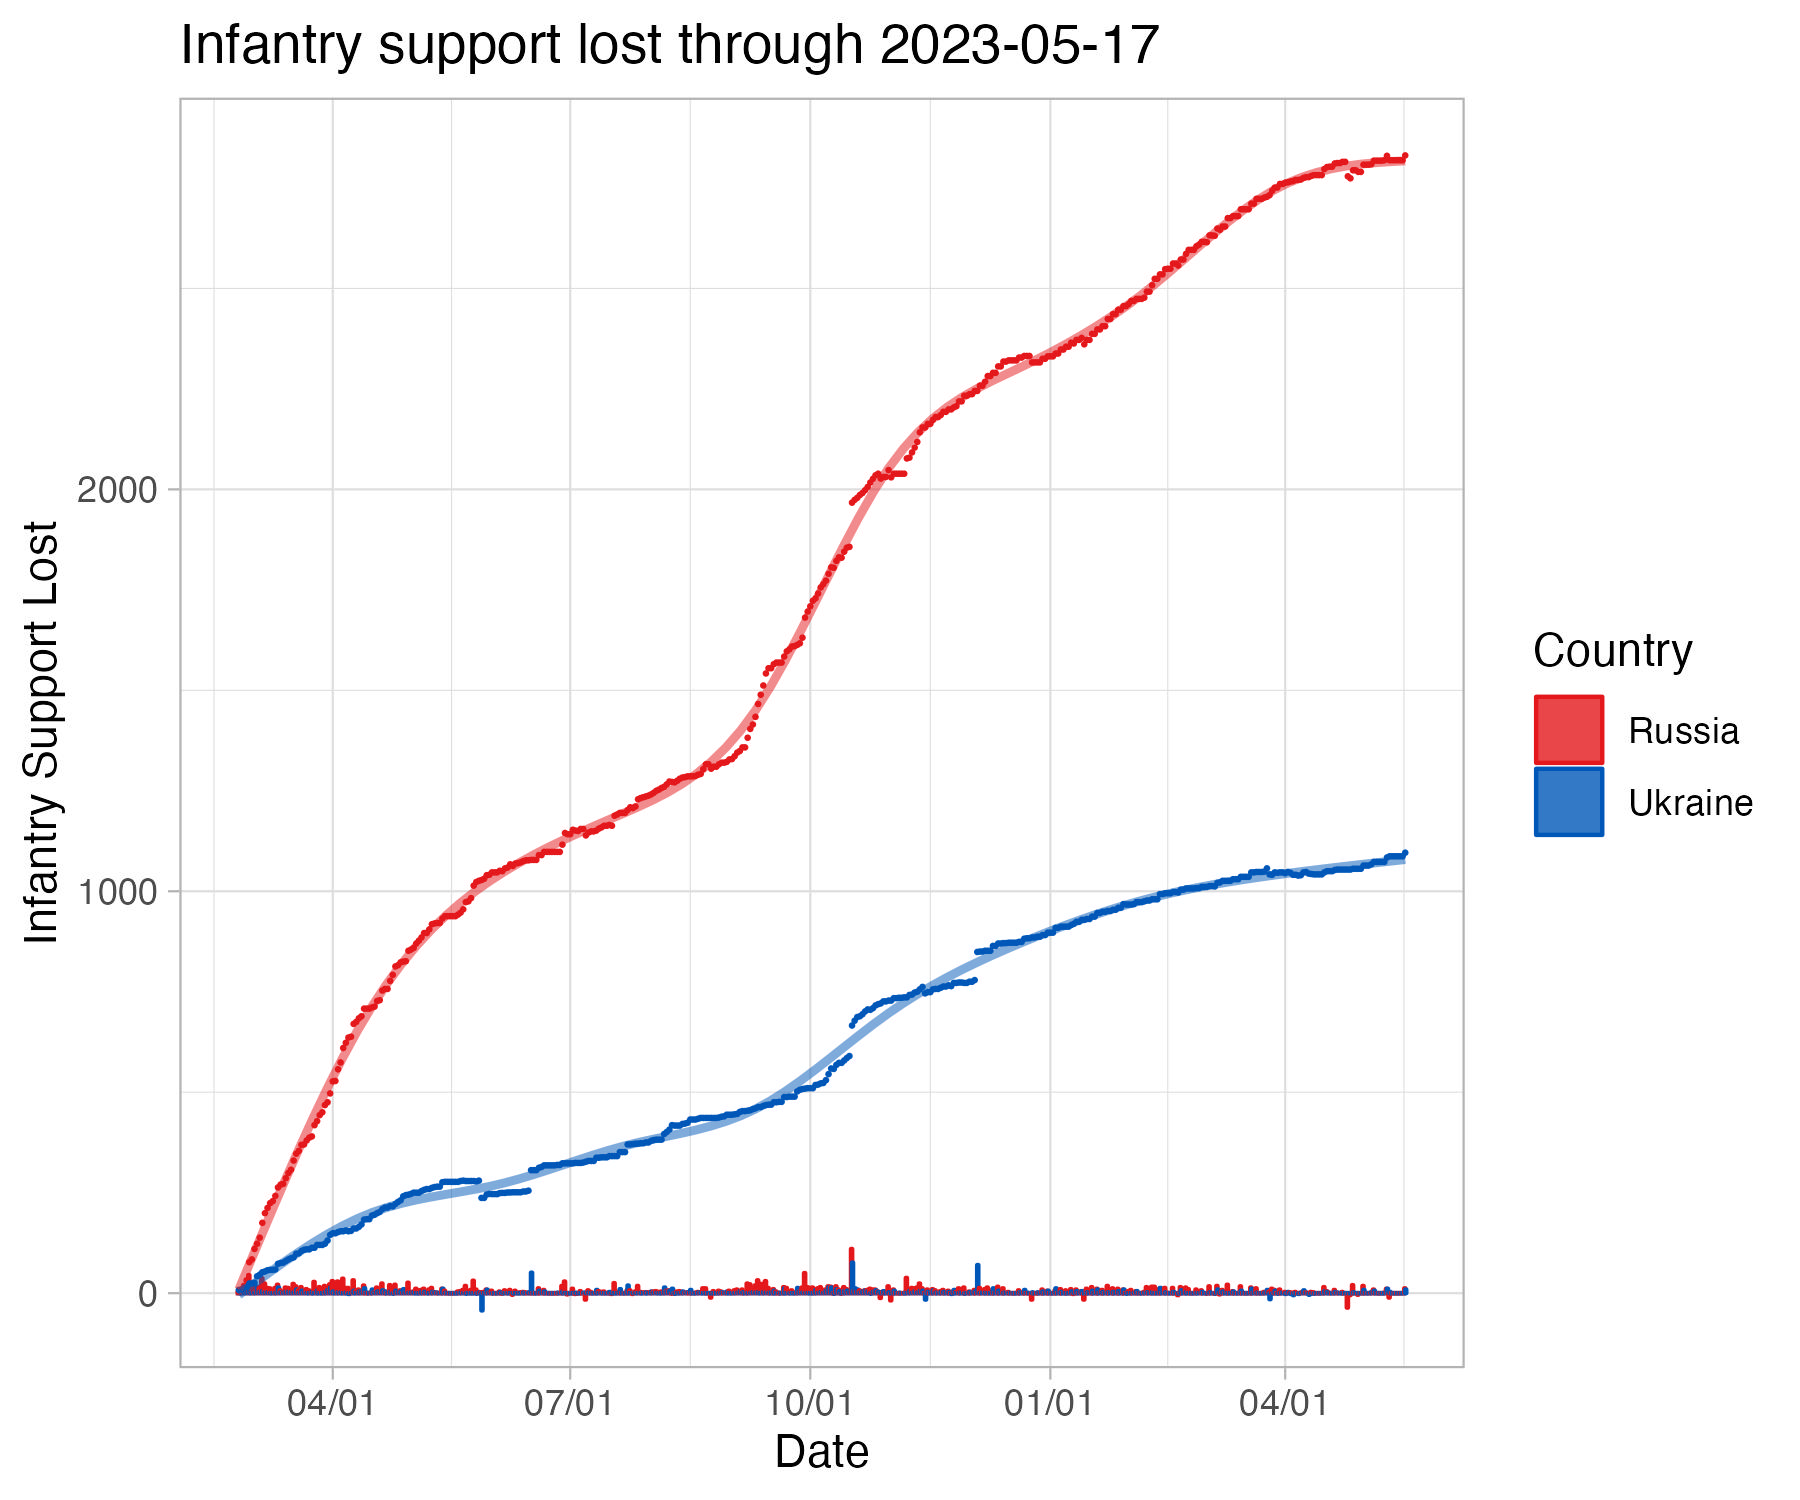 Infantry support lost through 2023-05-17
Infantry Support Lost
2000
1000
0
04/01
07/01
10/01
01/01
04/01
Date
Country
Russia
Ukraine